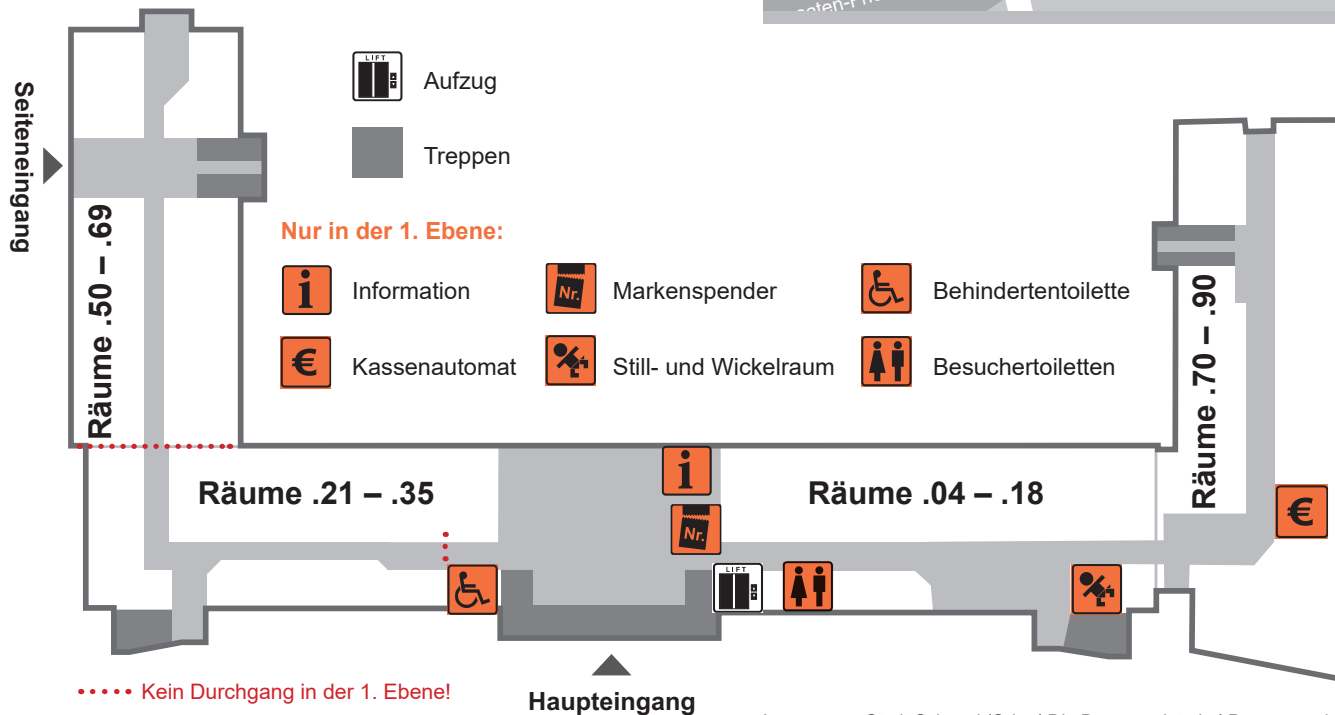 LIFT
Aufzug
Treppen
Seiteneingang
Nur in der 1. Ebene:
i Information
Nr. Markenspender
Behindertentoilette
€ Kassenautomat
Still- und Wickelraum
Besuchertoiletten
Räume .50 – .69
Räume .70 – .90
Räume .21 – .35
i
Räume .04 – .18
Nr.
€
LIFT
Kein Durchgang in der 1. Ebene!
Haupteingang